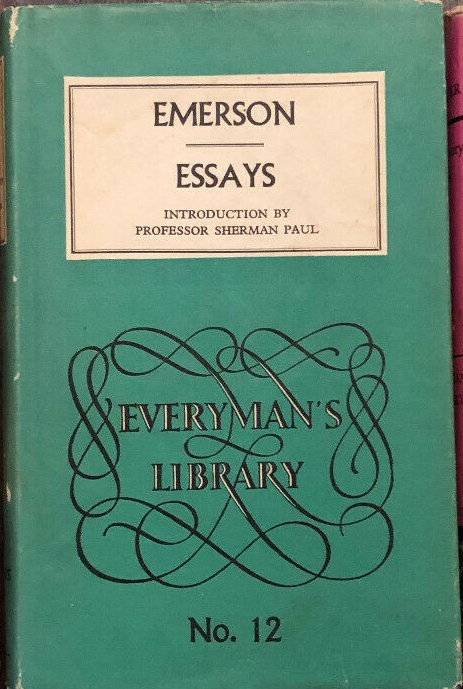 EMERSON
ESSAYS
INTRODUCTION BY
PROFESSOR SHERMAN PAUL
EVERYMAN'S
LIBRARY
No. 12